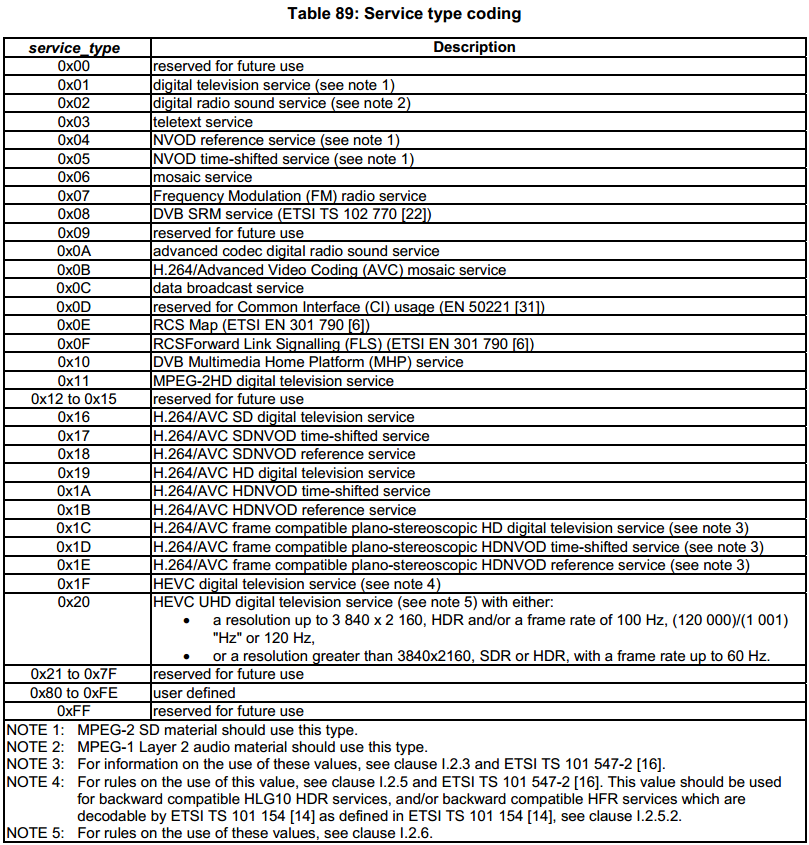 Table 89: Service type coding
service_type Description
0x00 reserved for future use
0x01 digital television service (see note 1)
0x02 digital radio sound service (see note 2)
0x03 teletext service
0x04 NVOD reference service (see note 1)
0x05 NVOD time-shifted service (see note 1)
0x06 mosaic service
0x07 Frequency Modulation (FM) radio service
0x08 DVB SRM service (ETSI TS 102 770 [22])
0x09 reserved for future use
0x0A advanced codec digital radio sound service
0x0B H.264/Advanced Video Coding (AVC) mosaic service
0x0C data broadcast service
0x0D reserved for Common Interface (CI) usage (EN 50221 [31])
0x0E RCS Map (ETSI EN 301 790 [6])
0x0F RCSForward Link Signalling (FLS) (ETSI EN 301 790 [6])
0x10 DVB Multimedia Home Platform (MHP) service
0x11 MPEG-2HD digital television service
0x12 to 0x15 reserved for future use
0x16 H.264/AVC SD digital television service
0x17 H.264/AVC SDNVOD time-shifted service
0x18 H.264/AVC SDNVOD reference service
0x19 H.264/AVC HD digital television service
0x1A H.264/AVC HDNVOD time-shifted service
0x1B H.264/AVC HDNVOD reference service
0x1C H.264/AVC frame compatible plano-stereoscopic HD digital television service (see note 3)
0x1D H.264/AVC frame compatible plano-stereoscopic HDNVOD time-shifted service (see note 3)
0x1E H.264/AVC frame compatible plano-stereoscopic HDNVOD reference service (see note 3)
0x1F HEVC digital television service (see note 4)
0x20 HEVC UHD digital television service (see note 5) with either:
• a resolution up to 3 840 x 2 160, HDR and/or a frame rate of 100 Hz, (120 000)/(1 001)
"Hz" or 120 Hz,
• or a resolution greater than 3840x2160, SDR or HDR, with a frame rate up to 60 Hz.
0x21 to 0x7F reserved for future use
0x80 to 0xFE user defined
0xFF reserved for future use
NOTE 1: MPEG-2 SD material should use this type.
NOTE 2: MPEG-1 Layer 2 audio material should use this type.
NOTE 3: For information on the use of these values, see clause I.2.3 and ETSI TS 101 547-2 [16].
NOTE 4: For rules on the use of this value, see clause I.2.5 and ETSI TS 101 547-2 [16]. This value should be used
for backward compatible HLG10 HDR services, and/or backward compatible HFR services which are
decodable by ETSI TS 101 154 [14] as defined in ETSI TS 101 154 [14], see clause I.2.5.2.
NOTE 5: For rules on the use of these values, see clause I.2.6.